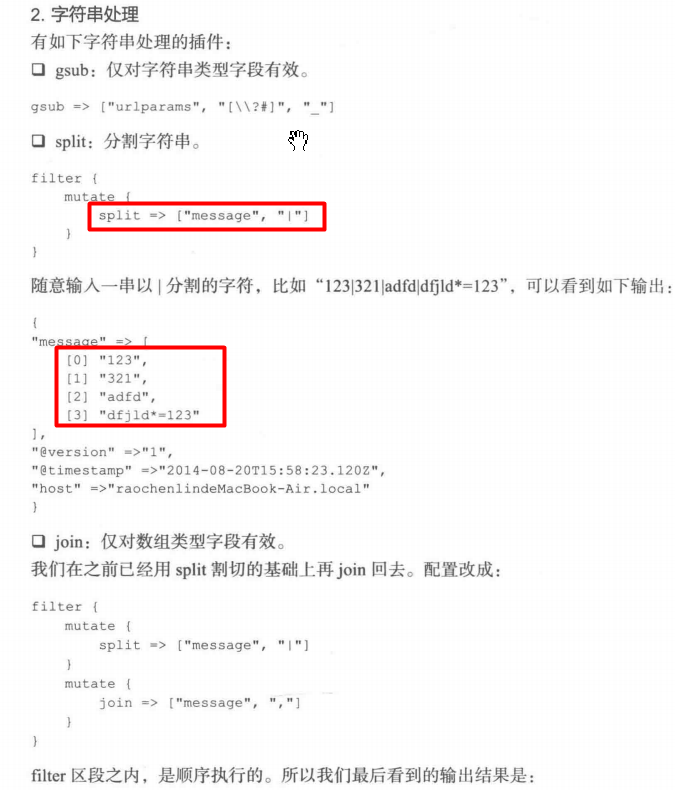 2. 字符串处理
有如下字符串处理的插件：
❏ gsub：仅对字符串类型字段有效。
gsub => ["urlparams", "[\\?#]", "_"]
❏ split：分割字符串。
filter {
    mutate {
        split => ["message", "|"]
    }
}
随意输入一串以 | 分割的字符，比如“123|321|adfd|dfjld*=123”，可以看到如下输出：
{
"message" => [
    [0] "123",
    [1] "321",
    [2] "adfd",
    [3] "dfjld*=123"
],
"@version" =>"1",
"@timestamp" =>"2014-08-20T15:58:23.120Z",
"host" =>"raochenlindeMacBook-Air.local"
}
❏ join：仅对数组类型字段有效。
我们在之前已经用 split 割切的基础上再 join 回去。配置改成：
filter {
    mutate {
        split => ["message", "|"]
    }
    mutate {
        join => ["message", ","]
    }
}
filter 区段之内，是顺序执行的。所以我们最后看到的输出结果是：